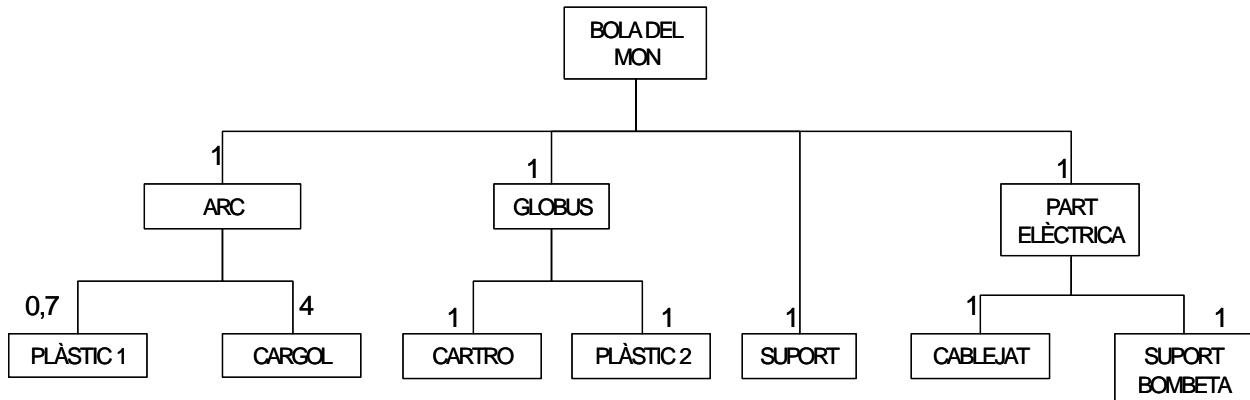 BOLA DEL
MON
1
1
1
ARC
GLOBUS
PART
ELÈCTRICA
0,7
4
1
1
1
1
1
PLÀSTIC 1
CARGOL
CARTRO
PLÀSTIC 2
SUPORT
CABLEJAT
SUPORT
BOMBETA